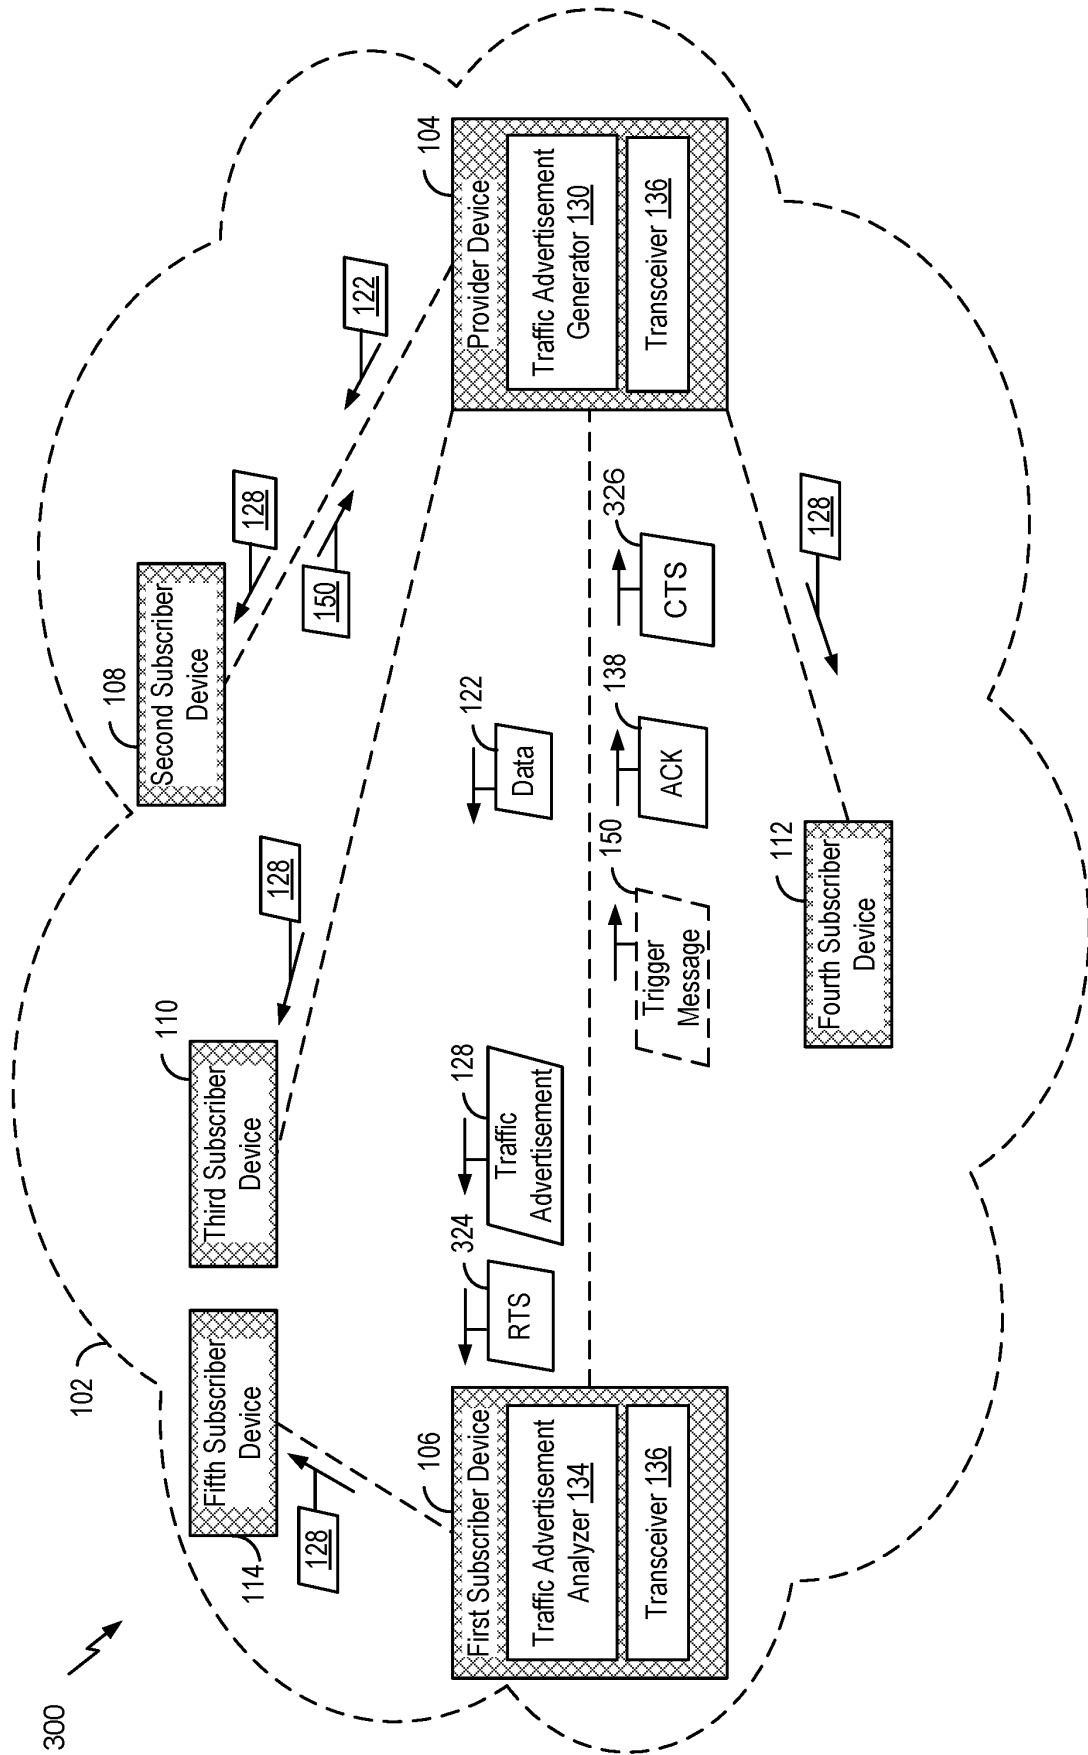 300
102
114
Fifth Subscriber
Device
128
110
Third Subscriber
Device
128
108
Second Subscriber
Device
128
150
122
104
Provider Device
Traffic Advertisement
Generator 130
Transceiver 136
106
First Subscriber Device
Traffic Advertisement
Analyzer 134
Transceiver 136
324
RTS
128
Traffic
Advertisement
122
Data
150
Trigger
Message
138
ACK
326
CTS
112
Fourth Subscriber
Device
128